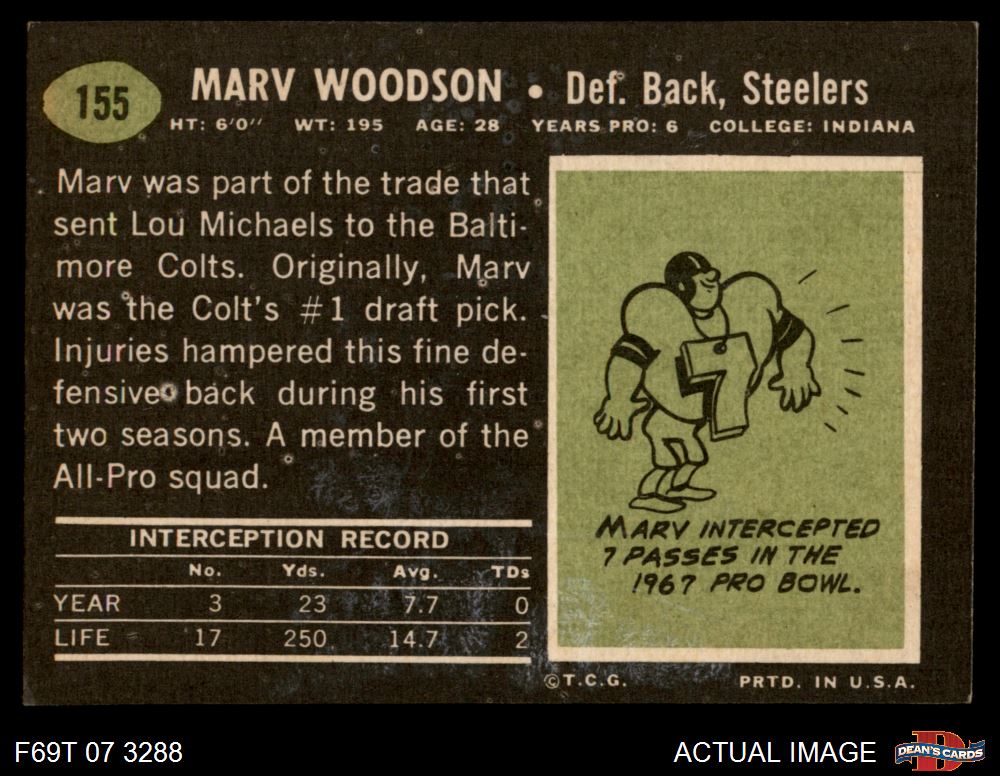 155
MARV WOODSON • Def. Back, Steelers
HT: 6'0'' WT: 195 AGE: 28 YEARS PRO: 6 COLLEGE: INDIANA
Marv was part of the trade that
sent Lou Michaels to the Balti-
more Colts. Originally, Marv
was the Colt's #1 draft pick.
Injuries hampered this fine de-
fensive back during his first
two seasons. A member of the
All-Pro squad.
INTERCEPTION RECORD
No. Yds. Avg. TDs
YEAR 3 23 7.7 0
LIFE 17 250 14.7 2
7
MARV INTERCEPTED
7 PASSES IN THE
1967 PRO BOWL.
©T.C.G. PRTD. IN U.S.A.
F69T 07 3288
ACTUAL IMAGE
DEAN'S CARDS